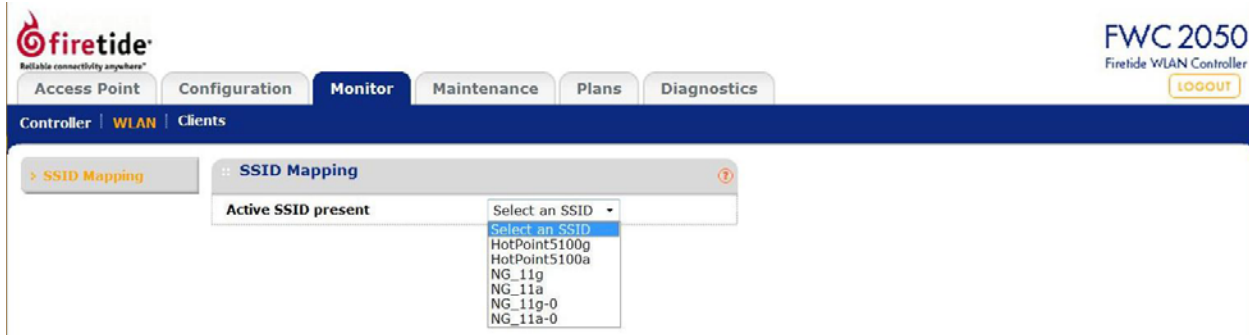 firetide
Reliable connectivity anywhere™
FWC 2050
Firetide WLAN Controller
Access Point Configuration Monitor Maintenance Plans Diagnostics
LOGOUT
Controller | WLAN | Clients
> SSID Mapping
:: SSID Mapping
?
Active SSID present
Select an SSID
Select an SSID
HotPoint5100g
HotPoint5100a
NG_11g
NG_11a
NG_11g-0
NG_11a-0